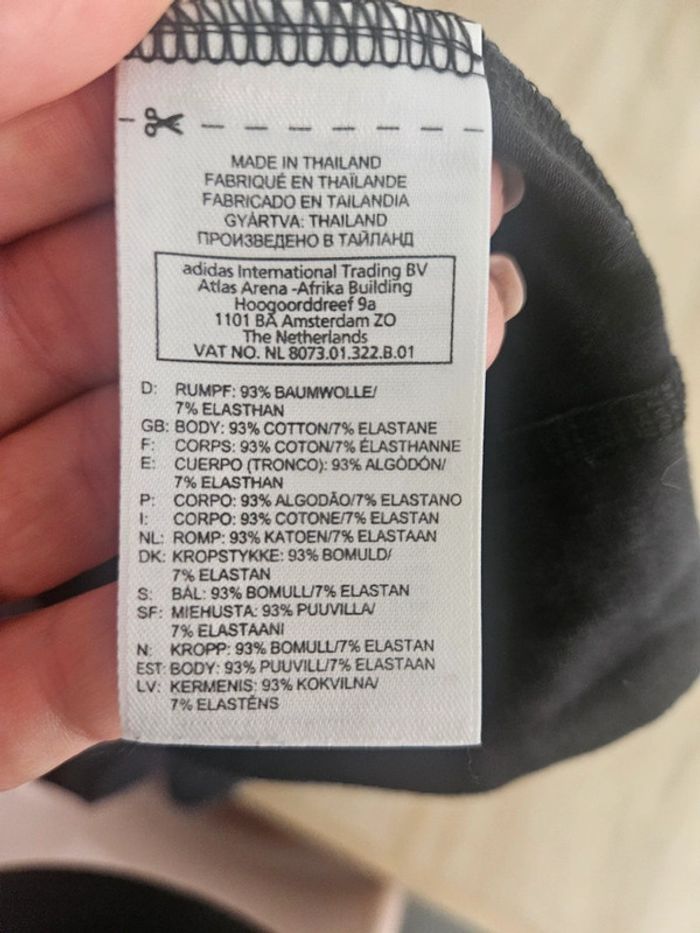 MADE IN THAILAND
FABRIQUÉ EN THAÏLANDE
FABRICADO EN TAILANDIA
GYÁRTVA: THAILAND
ПРОИЗВЕДЕНО В ТАЙЛАНД
adidas International Trading BV
Atlas Arena -Afrika Building
Hoogoorddreef 9a
1101 BA Amsterdam ZO
The Netherlands
VAT NO. NL 8073.01.322.B.01
D: RUMPF: 93% BAUMWOLLE/
7% ELASTHAN
GB: BODY: 93% COTTON/7% ELASTANE
F: CORPS: 93% COTON/7% ÉLASTHANNE
E: CUERPO (TRONCO): 93% ALGÒDÓN/
7% ELASTHAN
P: CORPO: 93% ALGODÃO/7% ELASTANO
I: CORPO: 93% COTONE/7% ELASTAN
NL: ROMP: 93% KATOEN/7% ELASTAAN
DK: KROPSTYKKE: 93% BOMULD/
7% ELASTAN
S: BÅL: 93% BOMULL/7% ELASTAN
SF: MIEHUSTA: 93% PUUVILLA/
7% ELASTAANI
N: KROPP: 93% BOMULL/7% ELASTAN
EST: BODY: 93% PUUVILL/7% ELASTAAN
LV: KERMENIS: 93% KOKVILNA/
7% ELASTĒNS